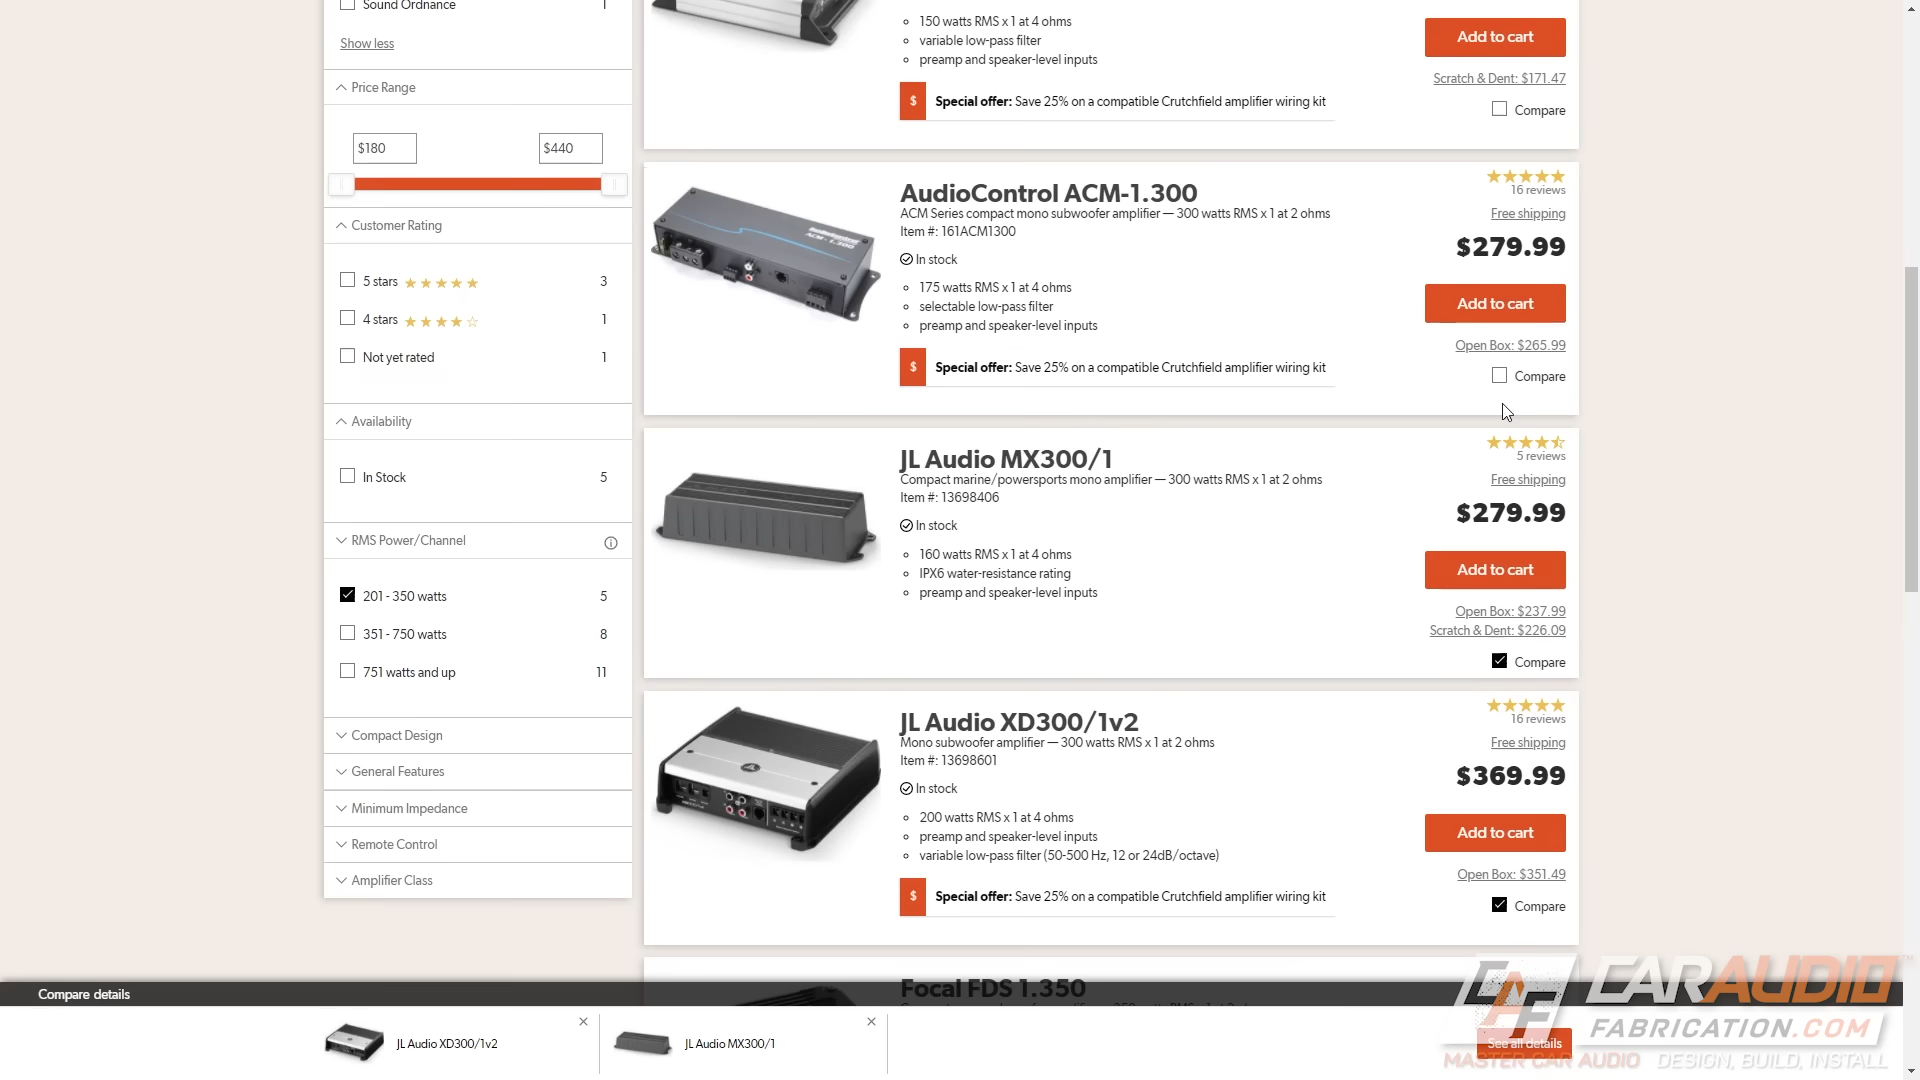 Sound Ordnance 1
Show less
Price Range
$180 $440
Customer Rating
5 stars 3
4 stars 1
Not yet rated 1
Availability
In Stock 5
RMS Power/Channel
201 - 350 watts 5
351 - 750 watts 8
751 watts and up 11
Compact Design
General Features
Minimum Impedance
Remote Control
Amplifier Class
150 watts RMS x 1 at 4 ohms
variable low-pass filter
preamp and speaker-level inputs
$ Special offer: Save 25% on a compatible Crutchfield amplifier wiring kit
Add to cart
Scratch & Dent: $171.47
Compare
AudioControl ACM-1.300
ACM Series compact mono subwoofer amplifier — 300 watts RMS x 1 at 2 ohms
Item #: 161ACM1300
In stock
175 watts RMS x 1 at 4 ohms
selectable low-pass filter
preamp and speaker-level inputs
$ Special offer: Save 25% on a compatible Crutchfield amplifier wiring kit
16 reviews
Free shipping
$279.99
Add to cart
Open Box: $265.99
Compare
JL Audio MX300/1
Compact marine/powersports mono amplifier — 300 watts RMS x 1 at 2 ohms
Item #: 13698406
In stock
160 watts RMS x 1 at 4 ohms
IPX6 water-resistance rating
preamp and speaker-level inputs
5 reviews
Free shipping
$279.99
Add to cart
Open Box: $237.99
Scratch & Dent: $226.09
Compare
JL Audio XD300/1v2
Mono subwoofer amplifier — 300 watts RMS x 1 at 2 ohms
Item #: 13698601
In stock
200 watts RMS x 1 at 4 ohms
preamp and speaker-level inputs
variable low-pass filter (50-500 Hz, 12 or 24dB/octave)
$ Special offer: Save 25% on a compatible Crutchfield amplifier wiring kit
16 reviews
Free shipping
$369.99
Add to cart
Open Box: $351.49
Compare
Focal FDS 1.350
Compare details
JL Audio XD300/1v2
JL Audio MX300/1
See all details
CAF
CAR AUDIO
FABRICATION.COM
MASTER CAR AUDIO DESIGN, BUILD, INSTALL